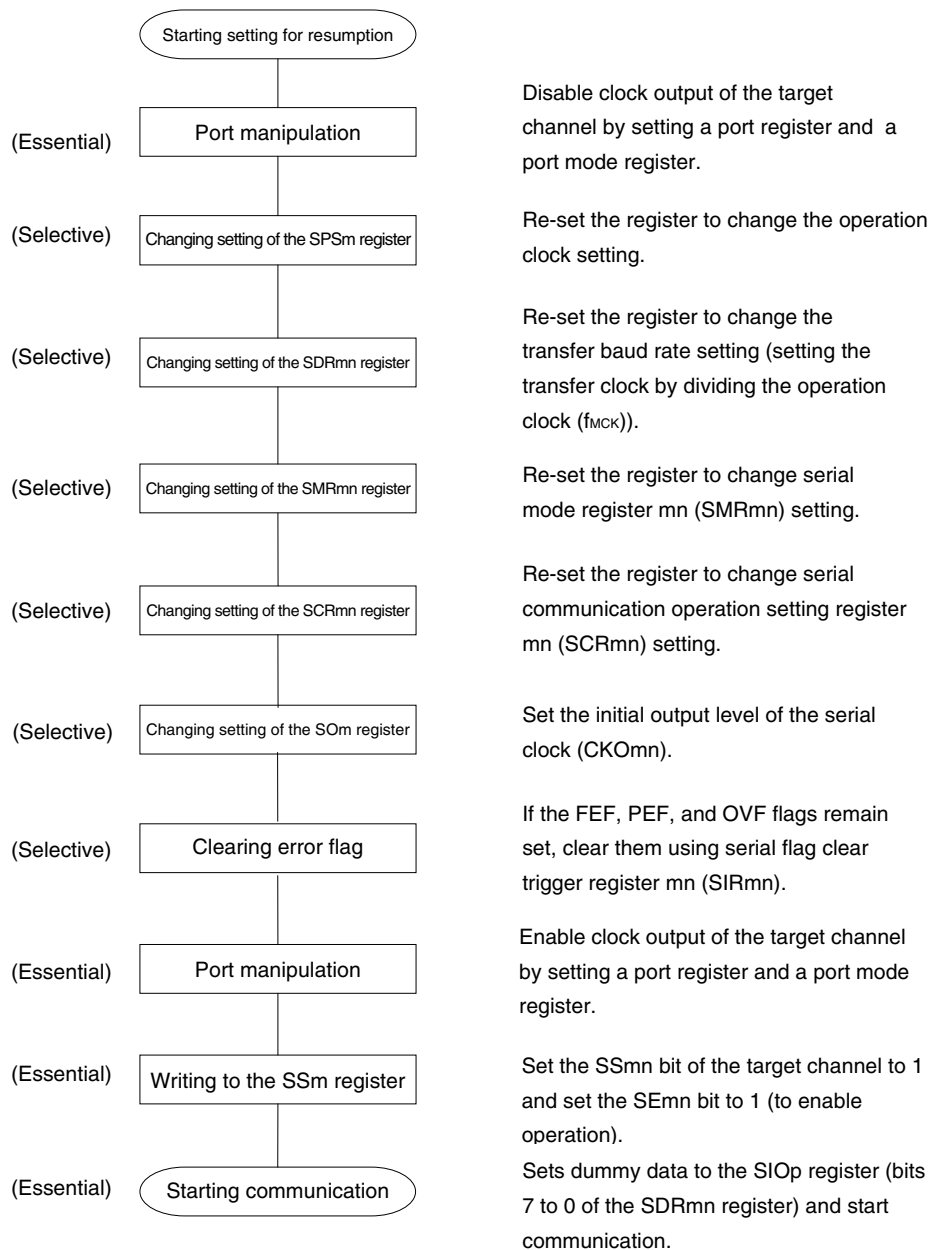 Starting setting for resumption
(Essential)
Port manipulation
Disable clock output of the target
channel by setting a port register and a
port mode register.
(Selective)
Changing setting of the SPSm register
Re-set the register to change the operation
clock setting.
(Selective)
Changing setting of the SDRmn register
Re-set the register to change the
transfer baud rate setting (setting the
transfer clock by dividing the operation
clock (fMCK)).
(Selective)
Changing setting of the SMRmn register
Re-set the register to change serial
mode register mn (SMRmn) setting.
(Selective)
Changing setting of the SCRmn register
Re-set the register to change serial
communication operation setting register
mn (SCRmn) setting.
(Selective)
Changing setting of the SOm register
Set the initial output level of the serial
clock (CKOmn).
(Selective)
Clearing error flag
If the FEF, PEF, and OVF flags remain
set, clear them using serial flag clear
trigger register mn (SIRmn).
(Essential)
Port manipulation
Enable clock output of the target channel
by setting a port register and a port mode
register.
(Essential)
Writing to the SSm register
Set the SSmn bit of the target channel to 1
and set the SEmn bit to 1 (to enable
operation).
(Essential)
Starting communication
Sets dummy data to the SIOp register (bits
7 to 0 of the SDRmn register) and start
communication.